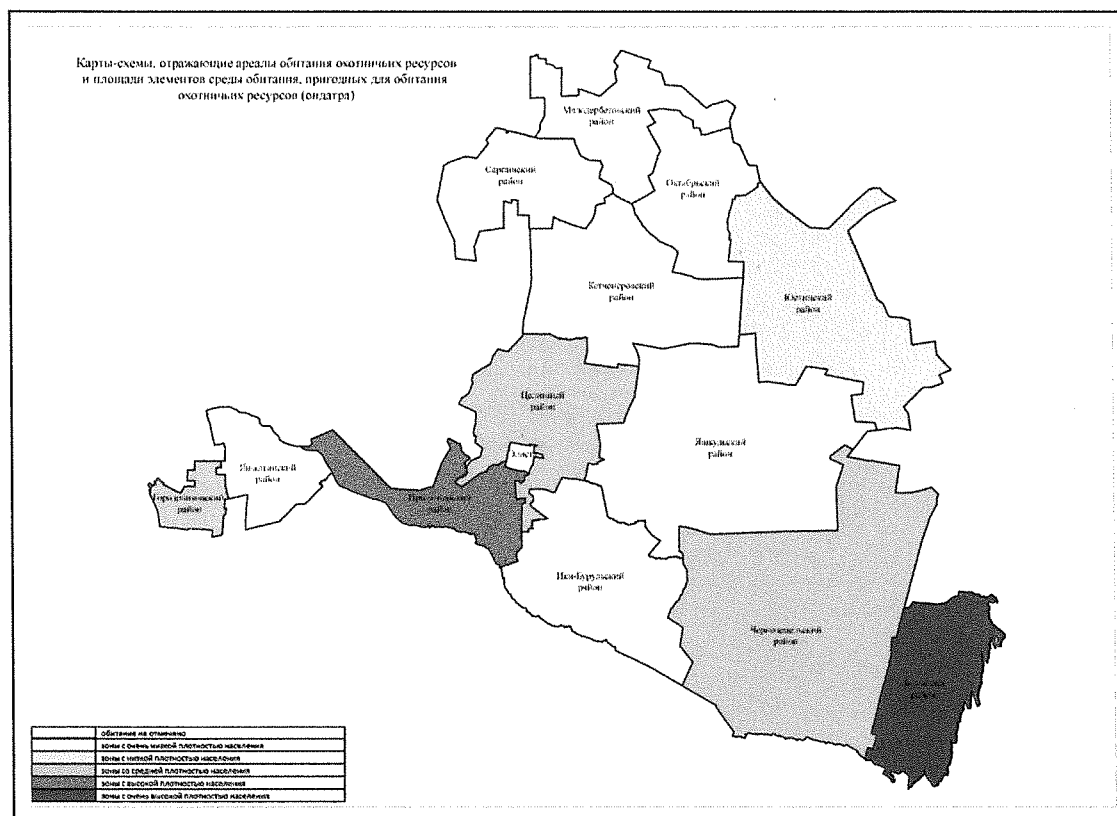 Карты-схемы, отражающие ареалы обитания охотничьих ресурсов
и площади элементов среды обитания, пригодных для обитания
охотничьих ресурсов (ондатра)
Малодербетовский
район
Сарпинский
район
Октябрьский
район
Кетченеровский
район
Юстинский
район
Целинный
район
Элиста
Яшкульский
район
Яшалтинский
район
Городовиковский
район
Приютненский
район
Ики-Бурульский
район
Черноземельский
район
район
обитание не отмечено
зоны с очень низкой плотностью населения
зоны с низкой плотностью населения
зоны со средней плотностью населения
зоны с высокой плотностью населения
зоны с очень высокой плотностью населения